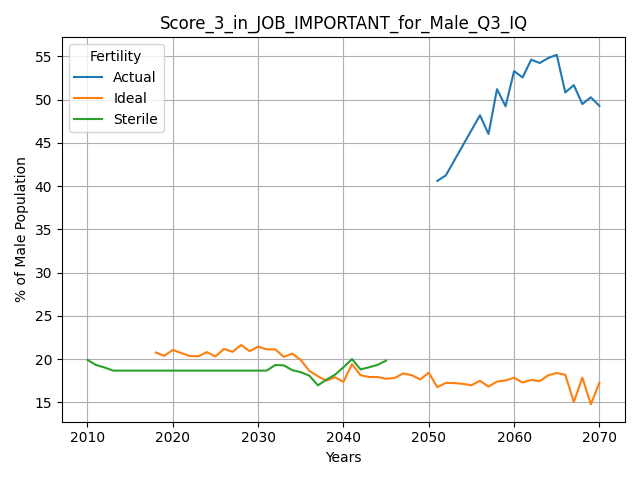 Score_3_in_JOB_IMPORTANT_for_Male_Q3_IQ
Fertility
Actual
Ideal
Sterile
% of Male Population
55
50
45
40
35
30
25
20
15
2010 2020 2030 2040 2050 2060 2070
Years